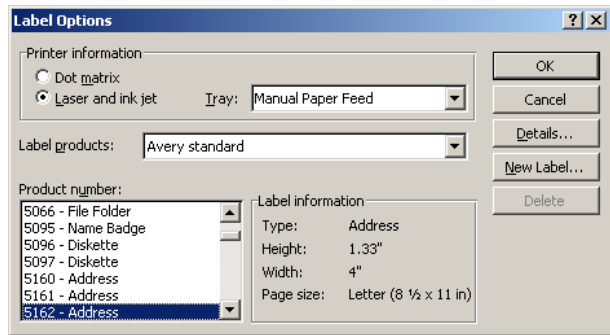 Label Options
Printer information
Dot matrix
Laser and ink jet Tray: Manual Paper Feed
Label products: Avery standard
Product number:
5066 - File Folder
5095 - Name Badge
5096 - Diskette
5097 - Diskette
5160 - Address
5161 - Address
5162 - Address
Label information
Type: Address
Height: 1.33"
Width: 4"
Page size: Letter (8 ½ x 11 in)
OK
Cancel
Details...
New Label...
Delete